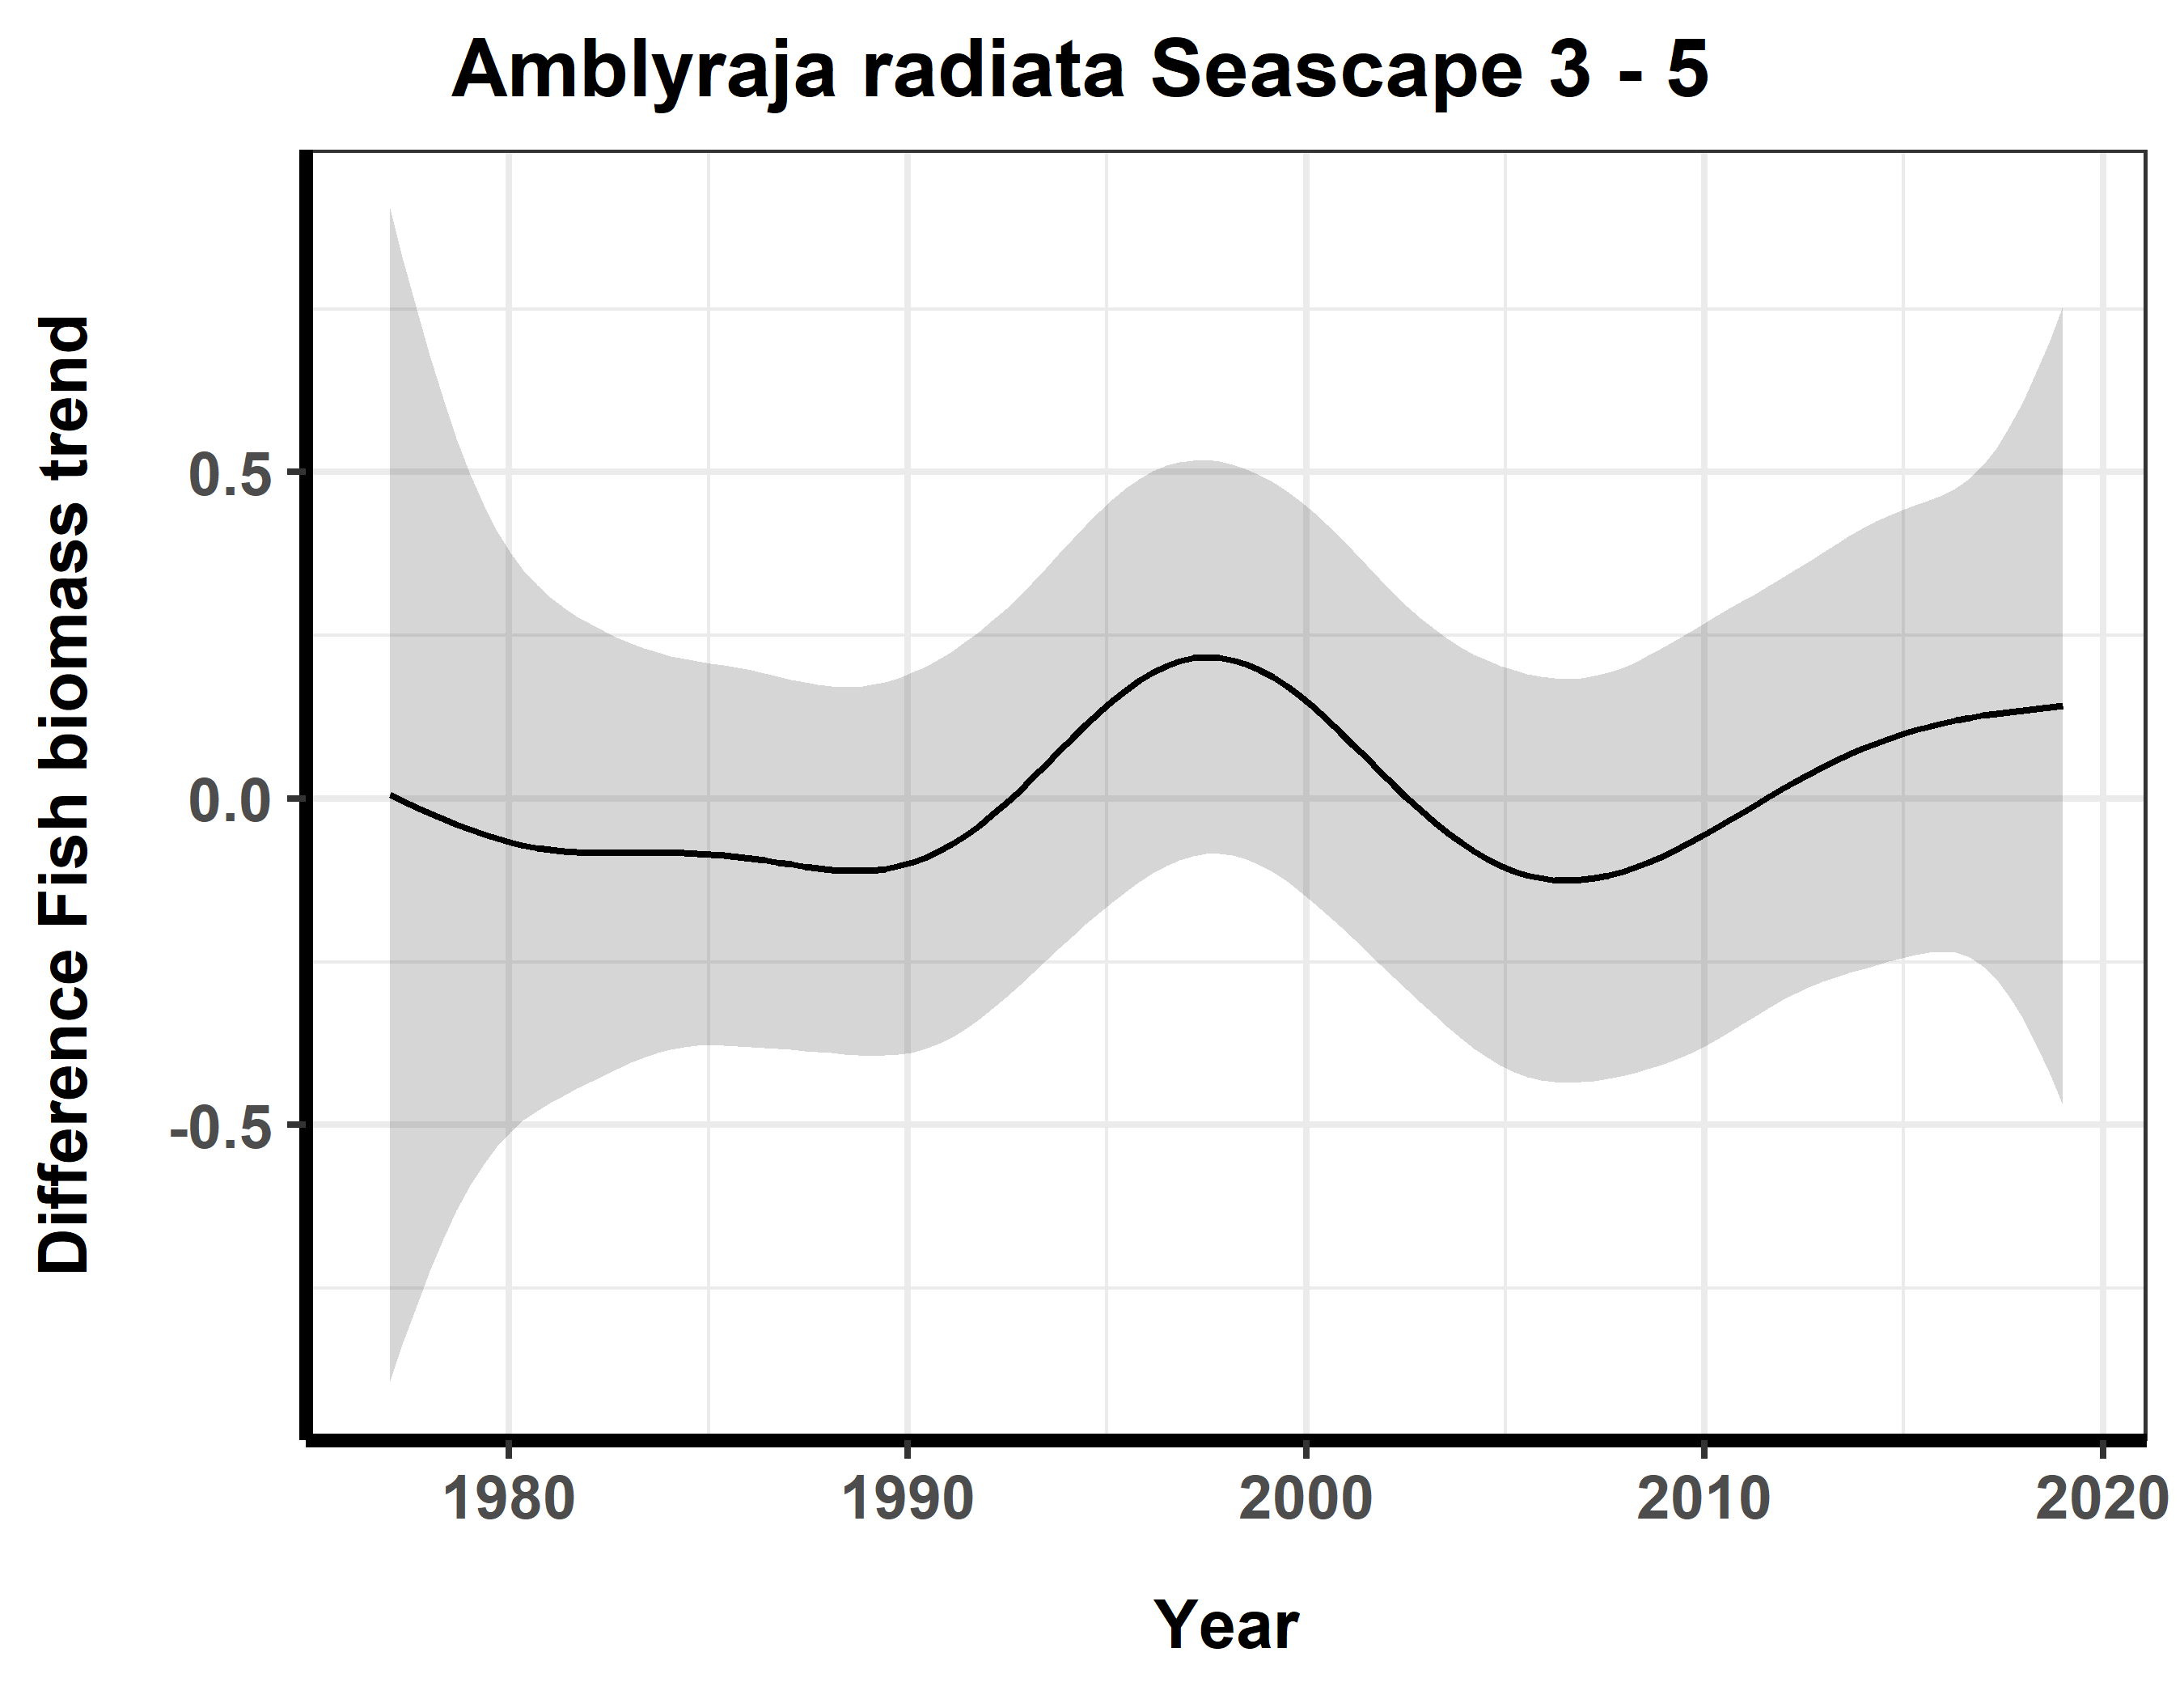 Amblyraja radiata Seascape 3 - 5
Difference Fish biomass trend
0.5
0.0
-0.5
1980 1990 2000 2010 2020
Year